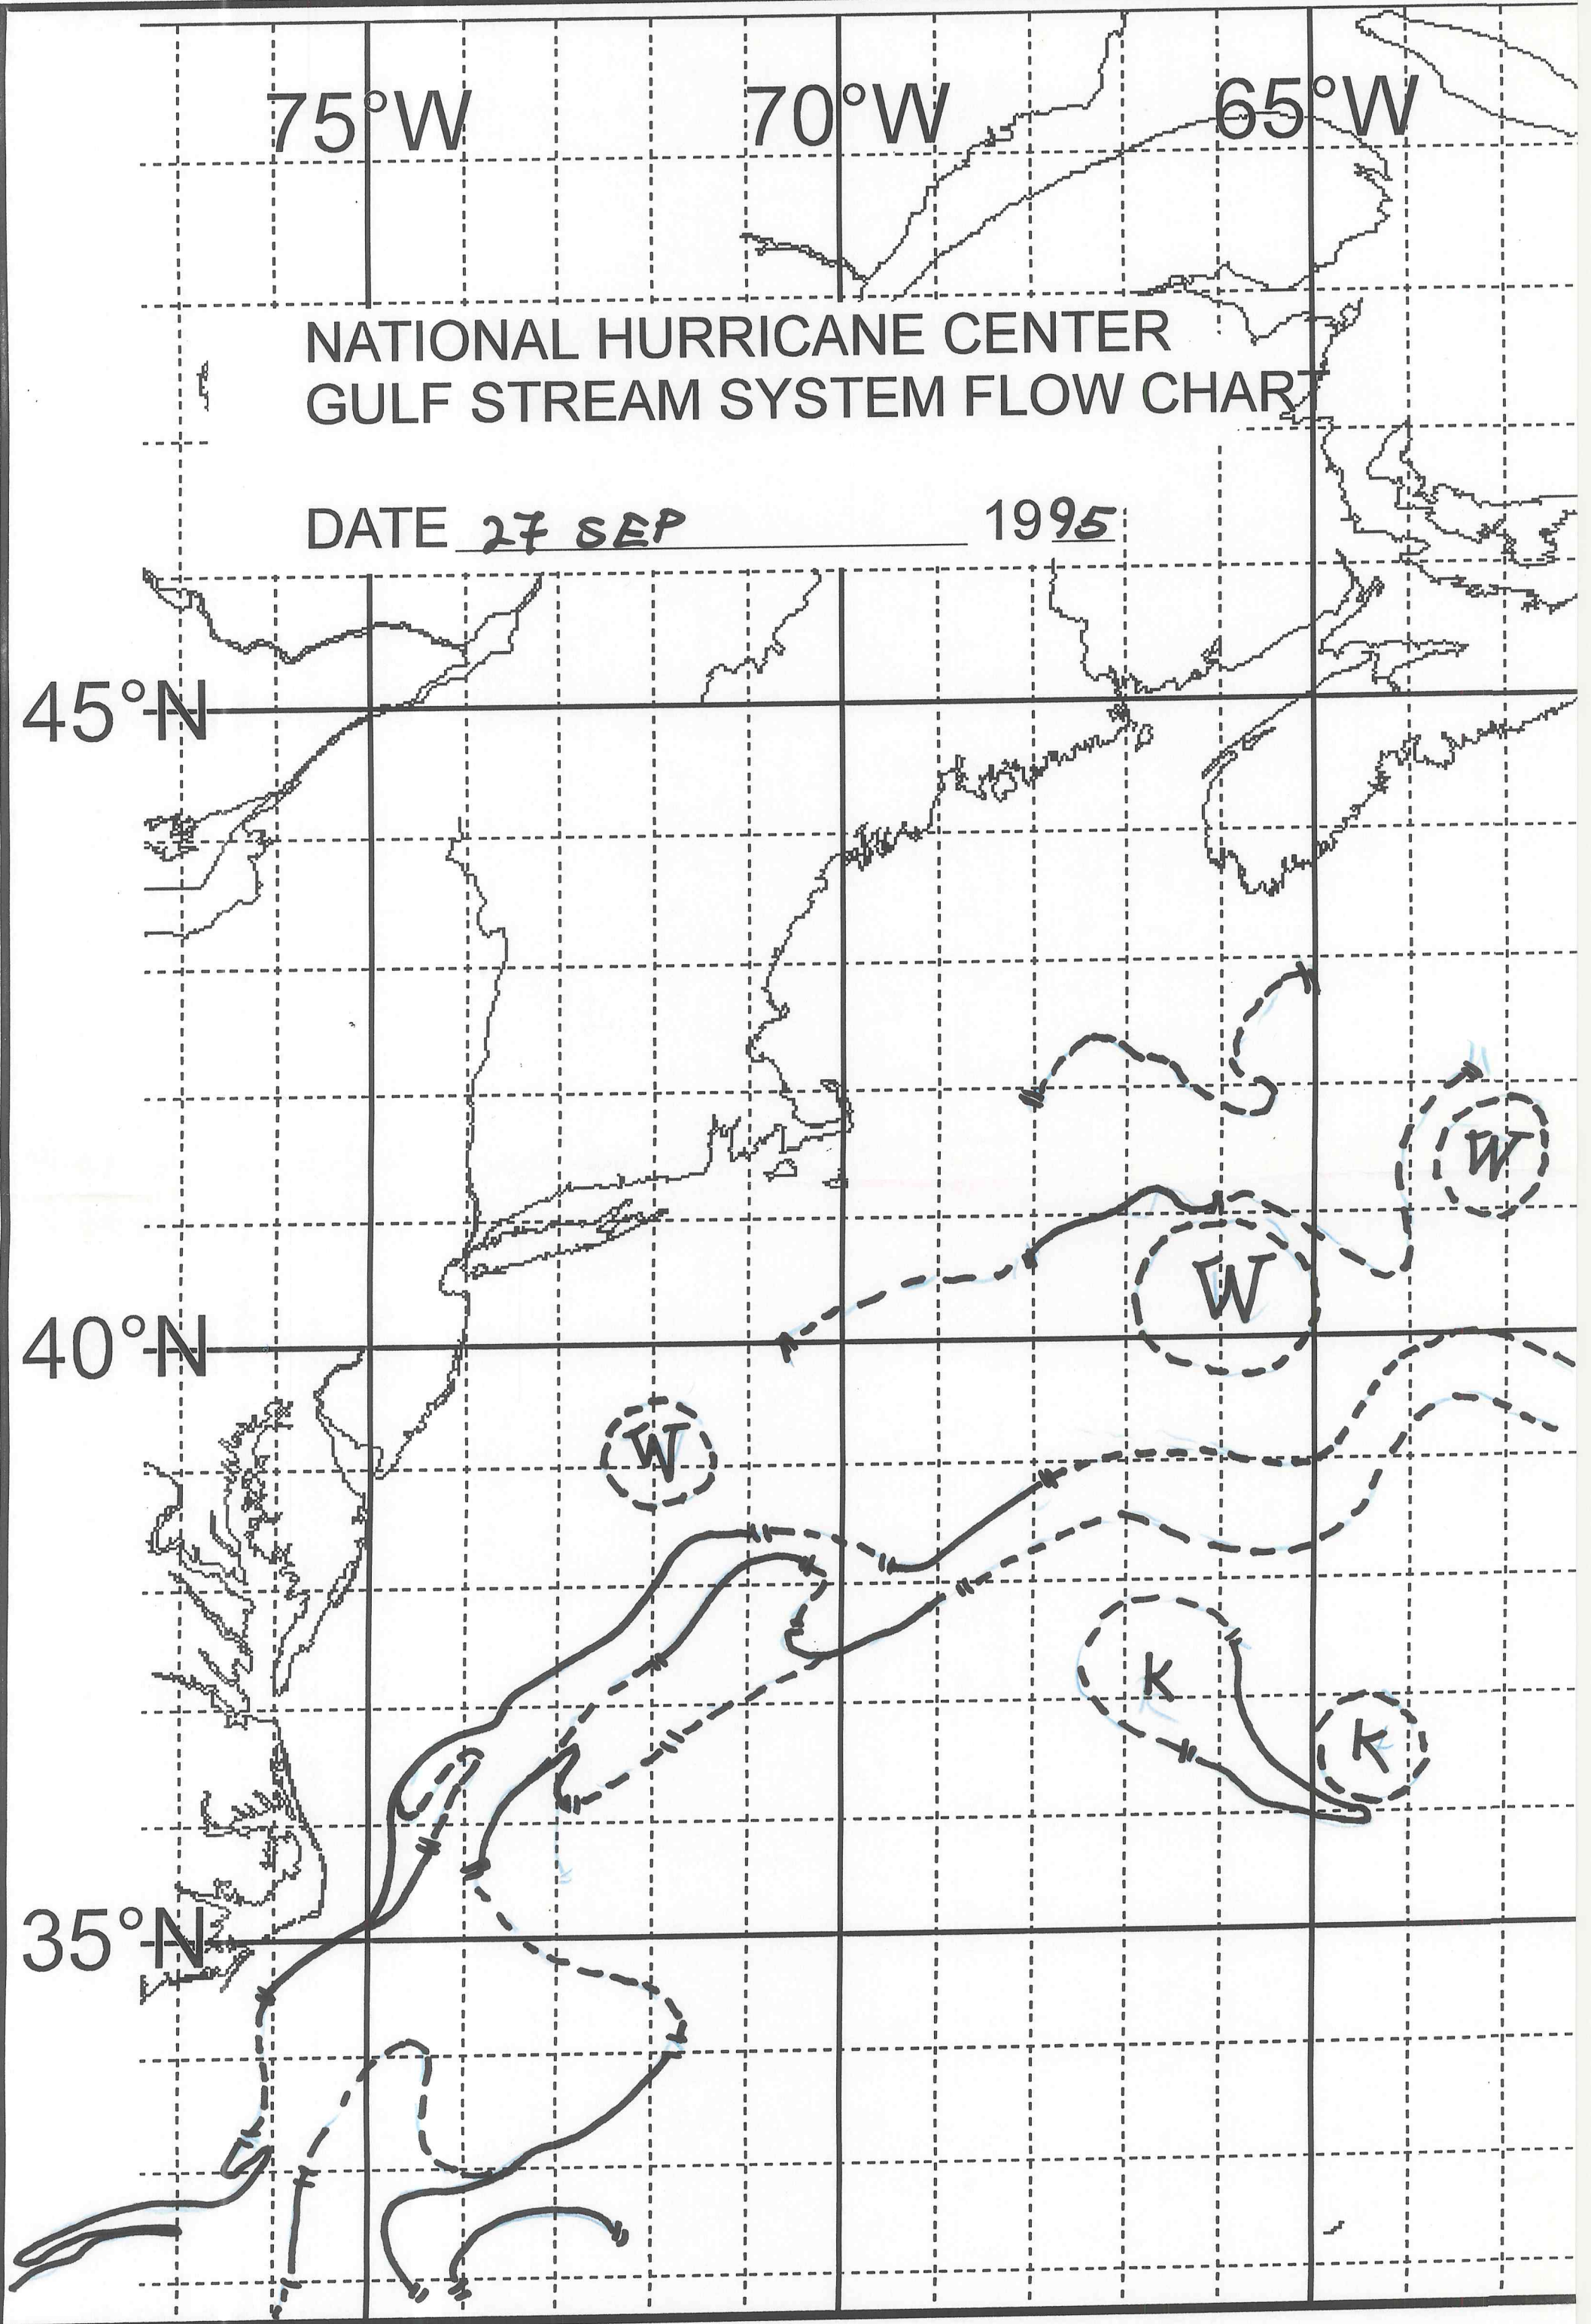 75°W 70°W 65°W
NATIONAL HURRICANE CENTER
GULF STREAM SYSTEM FLOW CHART
DATE 27 SEP 1995
45°N
W
W
40°N
W
K
K
35°N